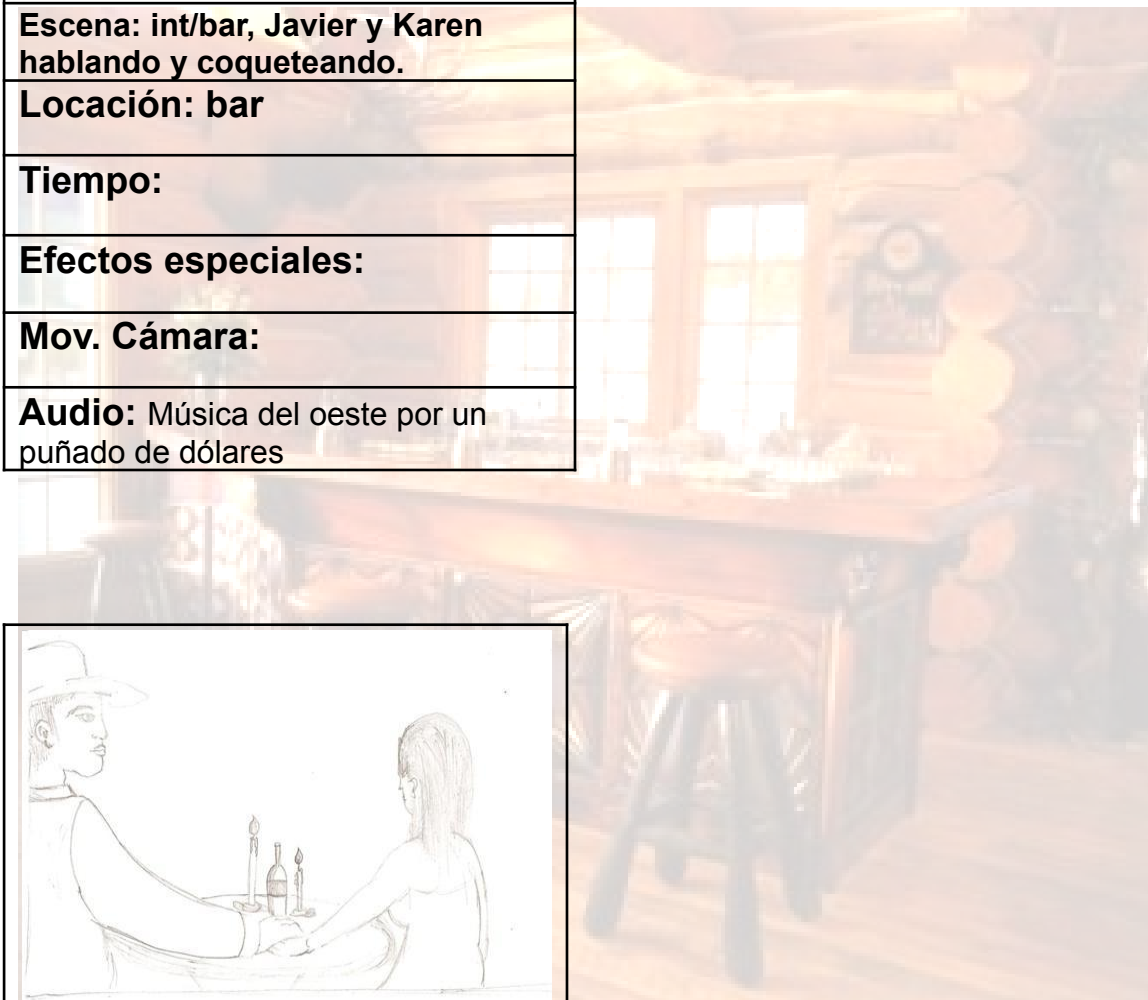 Escena: int/bar, Javier y Karen
hablando y coqueteando.
Locación: bar
Tiempo:
Efectos especiales:
Mov. Cámara:
Audio: Música del oeste por un
puñado de dólares